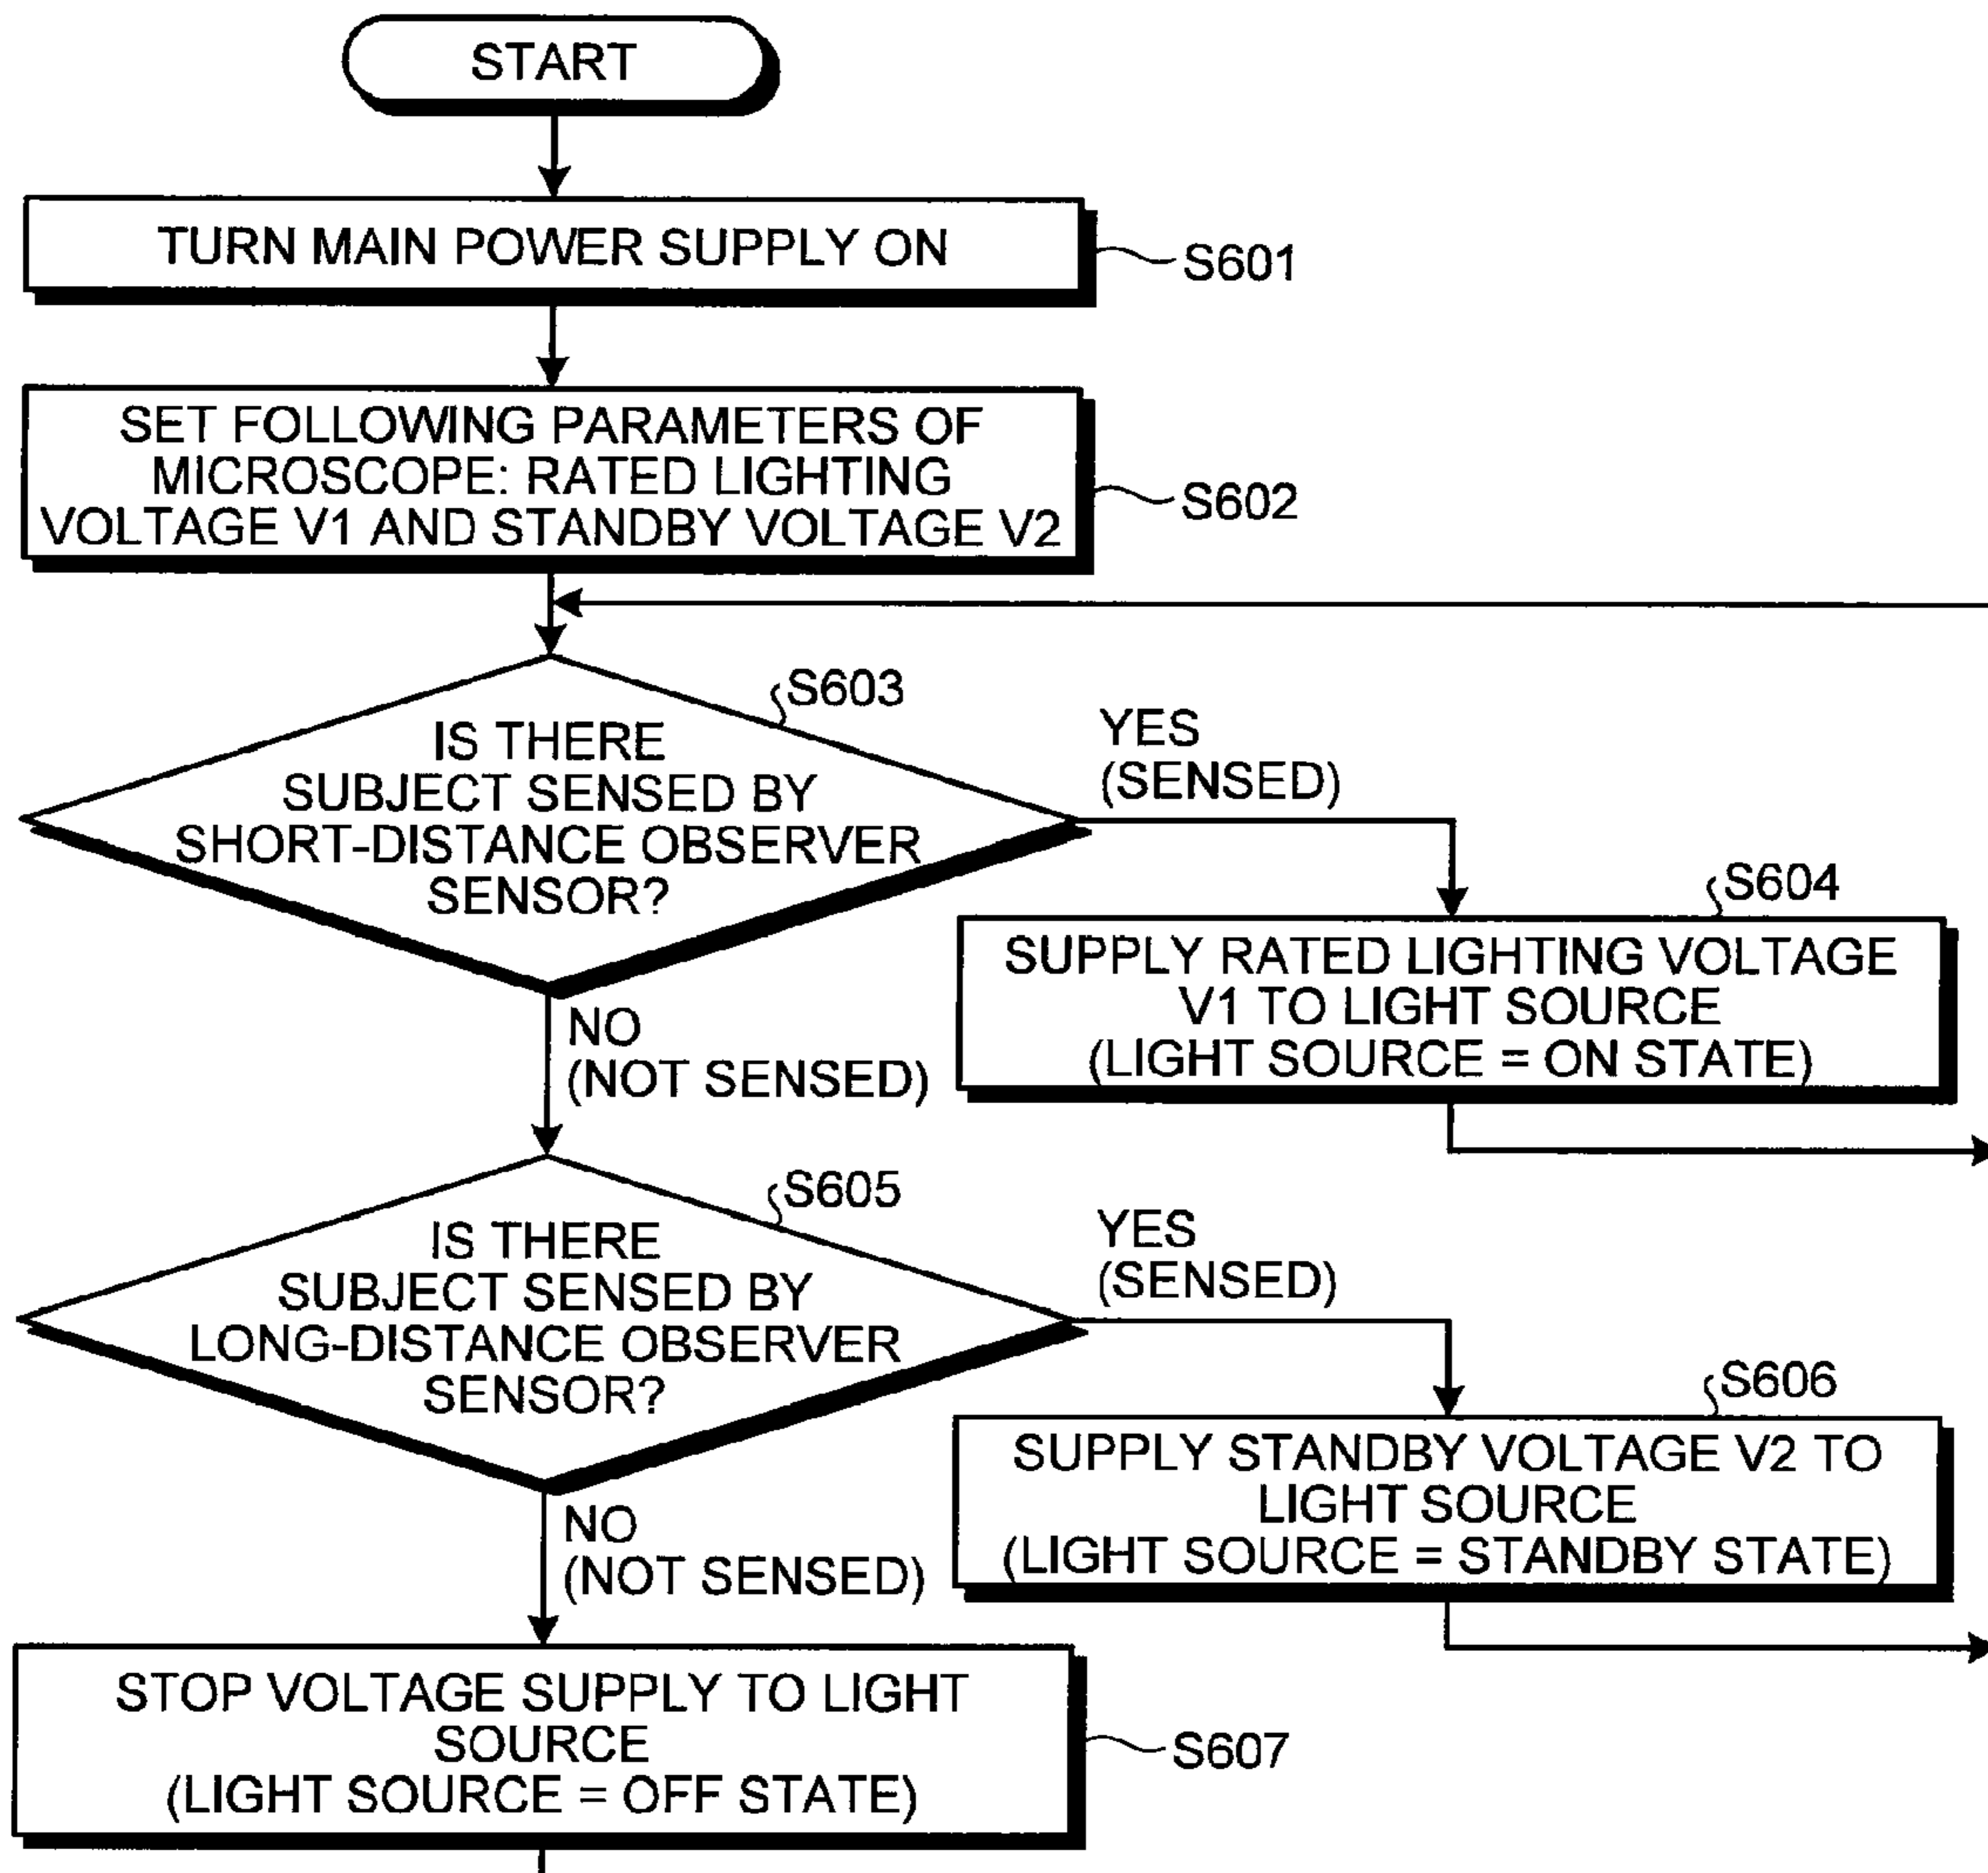 START
TURN MAIN POWER SUPPLY ON
S601
SET FOLLOWING PARAMETERS OF
MICROSCOPE: RATED LIGHTING
VOLTAGE V1 AND STANDBY VOLTAGE V2
S602
S603
IS THERE
SUBJECT SENSED BY
SHORT-DISTANCE OBSERVER
SENSOR?
YES
(SENSED)
S604
SUPPLY RATED LIGHTING VOLTAGE
V1 TO LIGHT SOURCE
(LIGHT SOURCE = ON STATE)
NO
(NOT SENSED)
S605
IS THERE
SUBJECT SENSED BY
LONG-DISTANCE OBSERVER
SENSOR?
YES
(SENSED)
S606
SUPPLY STANDBY VOLTAGE V2 TO
LIGHT SOURCE
(LIGHT SOURCE = STANDBY STATE)
NO
(NOT SENSED)
STOP VOLTAGE SUPPLY TO LIGHT
SOURCE
(LIGHT SOURCE = OFF STATE)
S607